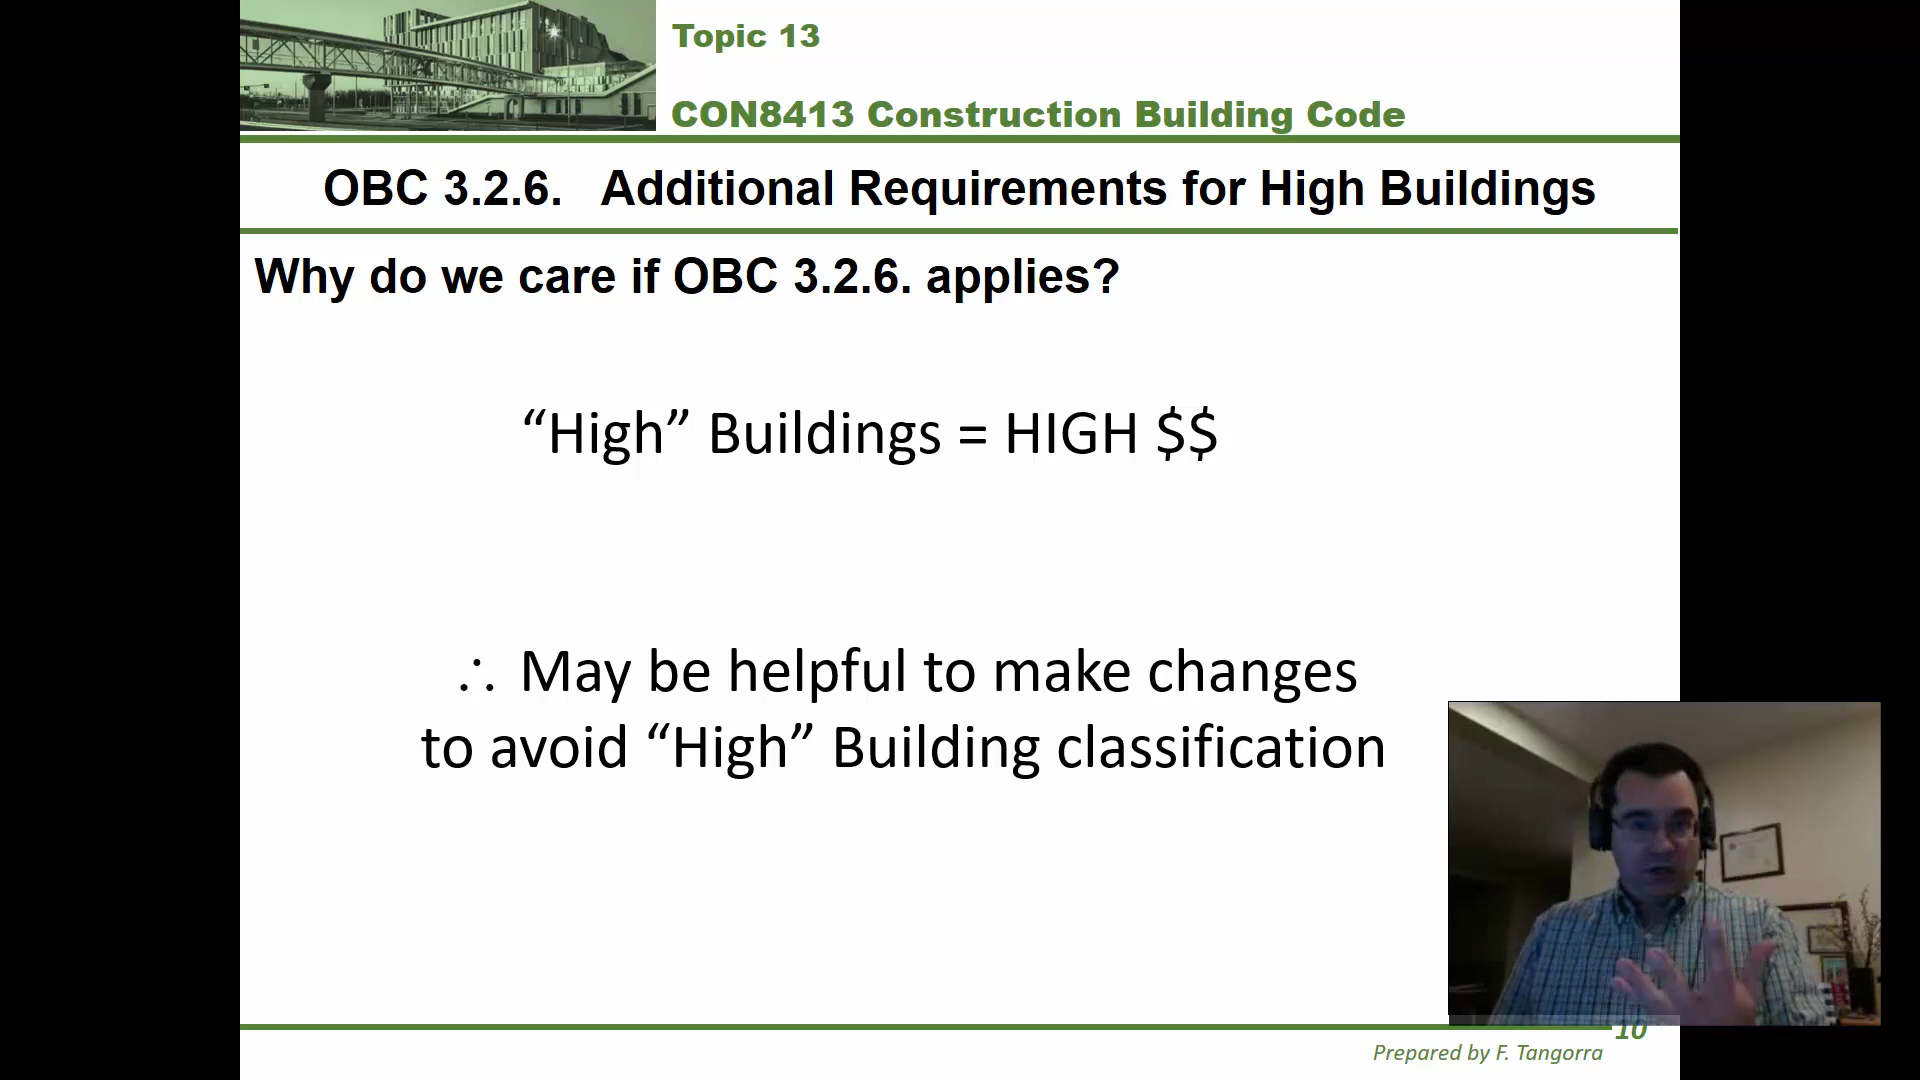 Topic 13
CON8413 Construction Building Code
OBC 3.2.6. Additional Requirements for High Buildings
Why do we care if OBC 3.2.6. applies?
“High” Buildings = HIGH $$
∴ May be helpful to make changes
to avoid “High” Building classification
10
Prepared by F. Tangorra